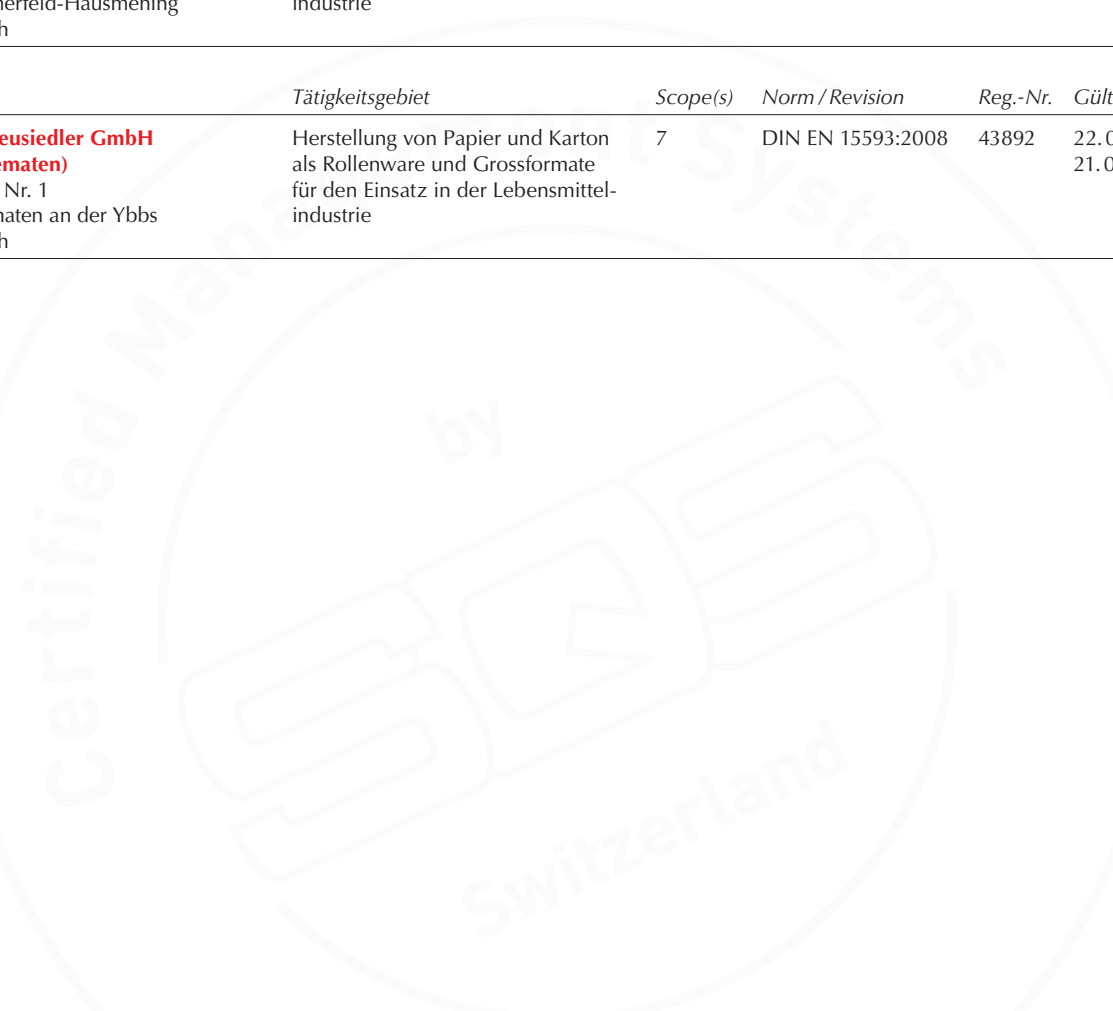 nerfeld-Hausmening industrie
h
Tätigkeitsgebiet Scope(s) Norm / Revision Reg.-Nr. Gült
eusiedler GmbH Herstellung von Papier und Karton 7 DIN EN 15593:2008 43892 22.0
ematen) als Rollenware und Grossformate 21.0
Nr. 1 für den Einsatz in der Lebensmittel-
naten an der Ybbs industrie
h
Certified Management Systems
by
SQS
Switzerland